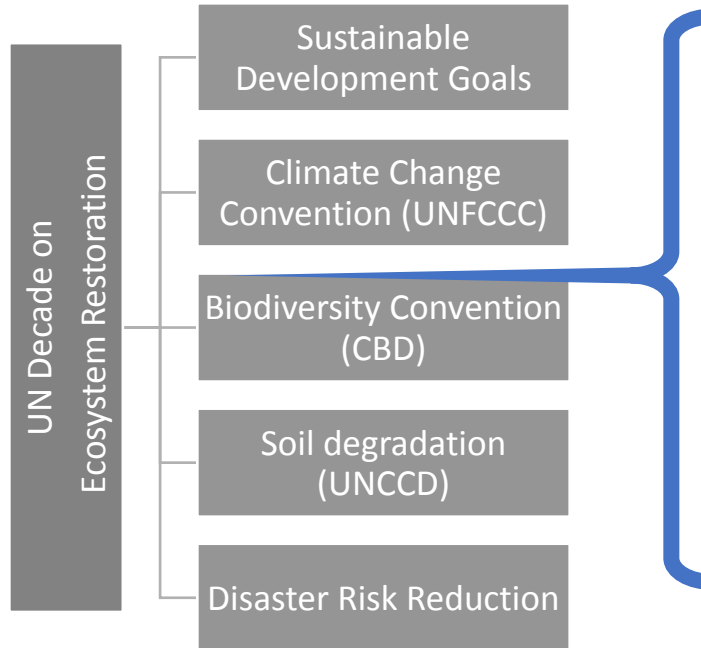 UN Decade on
Ecosystem Restoration
Sustainable
Development Goals
Climate Change
Convention (UNFCCC)
Biodiversity Convention
(CBD)
Soil degradation
(UNCCD)
Disaster Risk Reduction